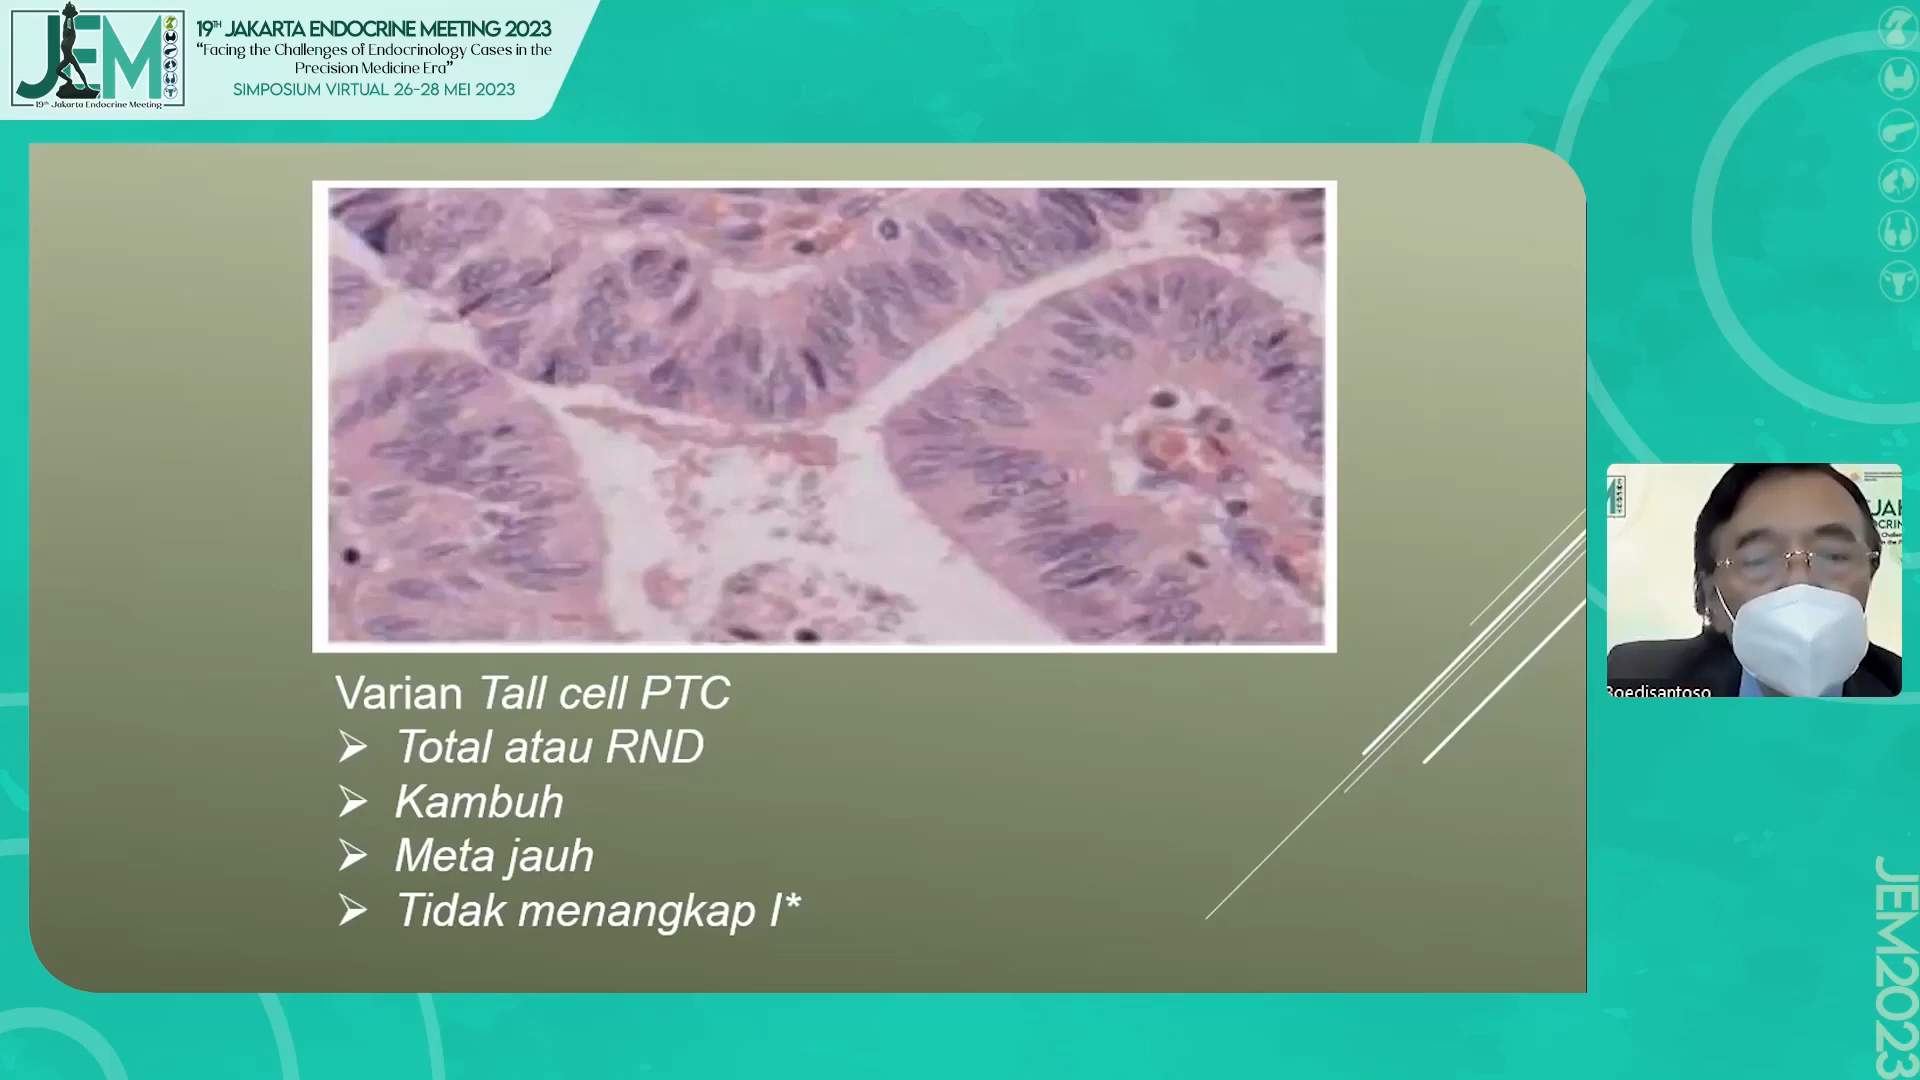 JEM
19th Jakarta Endocrine Meeting
19TH JAKARTA ENDOCRINE MEETING 2023
“Facing the Challenges of Endocrinology Cases in the
Precision Medicine Era”
SIMPOSIUM VIRTUAL 26-28 MEI 2023
Varian Tall cell PTC
➢ Total atau RND
➢ Kambuh
➢ Meta jauh
➢ Tidak menangkap I*
Boedisantoso
JEM2023